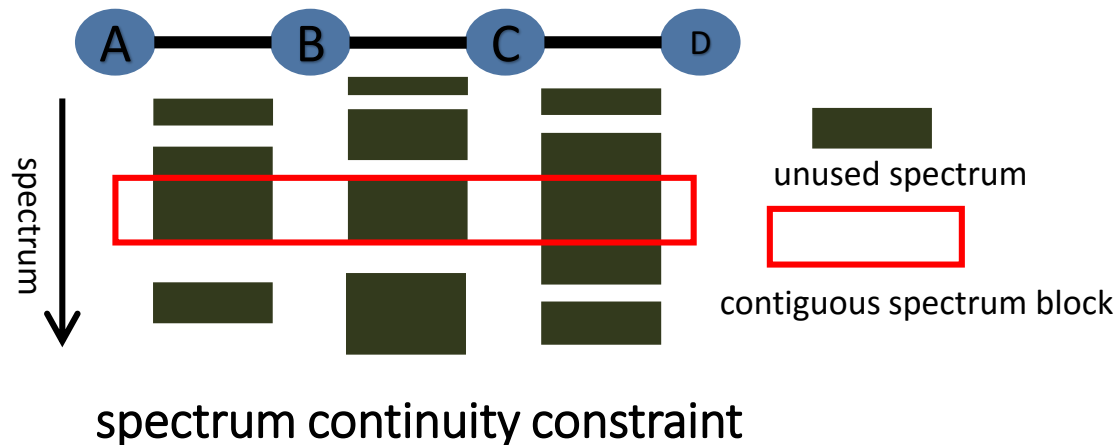 A B C D
spectrum
unused spectrum
contiguous spectrum block
spectrum continuity constraint